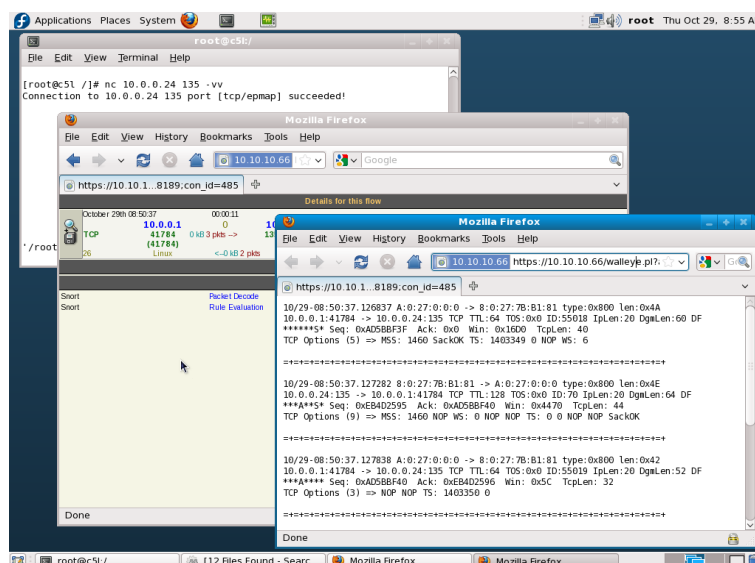 Applications Places System root Thu Oct 29, 8:55 A
root@c5l:/
File Edit View Terminal Help
[root@c5l /]# nc 10.0.0.24 135 -vv
Connection to 10.0.0.24 135 port [tcp/epmap] succeeded!
'/root
Mozilla Firefox
File Edit View History Bookmarks Tools Help
10.10.10.66 Google
https://10.10.1...8189;con_id=485
Details for this flow
October 29th 08:50:37 00:00:11
10.0.0.1 0 10
TCP 41784 0 kB 3 pkts --> 13
(41784)
26 Linux <--0 kB 2 pkts
Snort Packet Decode
Snort Rule Evaluation
Done
Mozilla Firefox
File Edit View History Bookmarks Tools Help
10.10.10.66 https://10.10.10.66/walleye.pl?
https://10.10.1...8189;con_id=485
10/29-08:50:37.126837 A:0:27:0:0:0 -> 8:0:27:7B:B1:81 type:0x800 len:0x4A
10.0.0.1:41784 -> 10.0.0.24:135 TCP TTL:64 TOS:0x0 ID:55018 IpLen:20 DgmLen:60 DF
******S* Seq: 0xAD5BBF3F Ack: 0x0 Win: 0x16D0 TcpLen: 40
TCP Options (5) => MSS: 1460 SackOK TS: 1403349 0 NOP WS: 6
=+=+=+=+=+=+=+=+=+=+=+=+=+=+=+=+=+=+=+=+=+=+=+=+=+=+=+=+=+=+=+=+=+=+=+=+=+
10/29-08:50:37.127282 8:0:27:7B:B1:81 -> A:0:27:0:0:0 type:0x800 len:0x4E
10.0.0.24:135 -> 10.0.0.1:41784 TCP TTL:128 TOS:0x0 ID:70 IpLen:20 DgmLen:64 DF
***A**S* Seq: 0xEB4D2595 Ack: 0xAD5BBF40 Win: 0x4470 TcpLen: 44
TCP Options (9) => MSS: 1460 NOP WS: 0 NOP NOP TS: 0 0 NOP NOP SackOK
=+=+=+=+=+=+=+=+=+=+=+=+=+=+=+=+=+=+=+=+=+=+=+=+=+=+=+=+=+=+=+=+=+=+=+=+=+
10/29-08:50:37.127838 A:0:27:0:0:0 -> 8:0:27:7B:B1:81 type:0x800 len:0x42
10.0.0.1:41784 -> 10.0.0.24:135 TCP TTL:64 TOS:0x0 ID:55019 IpLen:20 DgmLen:52 DF
***A**** Seq: 0xAD5BBF40 Ack: 0xEB4D2596 Win: 0x5C TcpLen: 32
TCP Options (3) => NOP NOP TS: 1403350 0
=+=+=+=+=+=+=+=+=+=+=+=+=+=+=+=+=+=+=+=+=+=+=+=+=+=+=+=+=+=+=+=+=+=+=+=+=+
Done
root@c5l:/ [12 Files Found - Searc Mozilla Firefox Mozilla Firefox